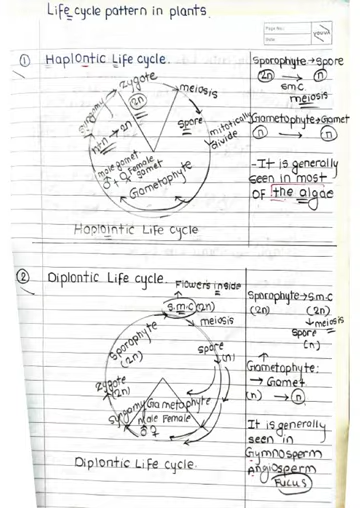 Life cycle pattern in plants.
Page No.:
Date
YOUVA
① Haplontic Life cycle.
zygote
(2n)
meiosis
Spore
mitotically
divide
syngamy
n+n → 2n
male gamet.
♂ + ♀ Female
gamet
Gametophyte
Haplointic Life cycle
Sporophyte → Spore
(2n) → (n)
s.m.c
meiosis
Gametophyte → Gamet
(n) → (n)
-It is generally
seen in most
OF the algae
② Diplontic Life cycle.
Flowers inside
s.m.c (2n)
meiosis
Sporophyte
(2n)
spore
(n)
zygote
(2n)
syngamy
Gametophyte
Male Female
♂ ♀
Diplontic Life cycle.
Sporophyte → s.m.c
(2n) (2n)
↓ meiosis
spore
(n)
Gametophyte:
→ Gamet
(n) → (n)
It is generally
seen in
Gymnosperm
Angiosperm
FUCUS